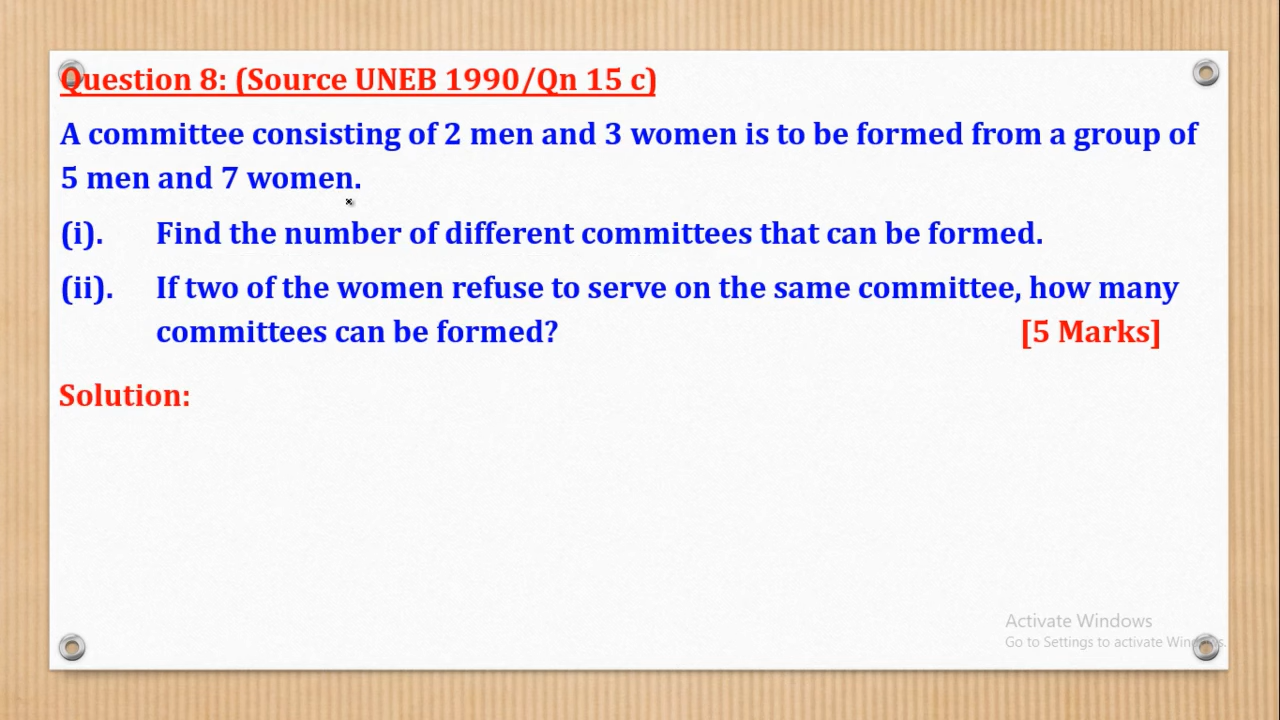 Question 8: (Source UNEB 1990/Qn 15 c)
A committee consisting of 2 men and 3 women is to be formed from a group of
5 men and 7 women.
(i). Find the number of different committees that can be formed.
(ii). If two of the women refuse to serve on the same committee, how many
committees can be formed? [5 Marks]
Solution:
Activate Windows
Go to Settings to activate Windows.